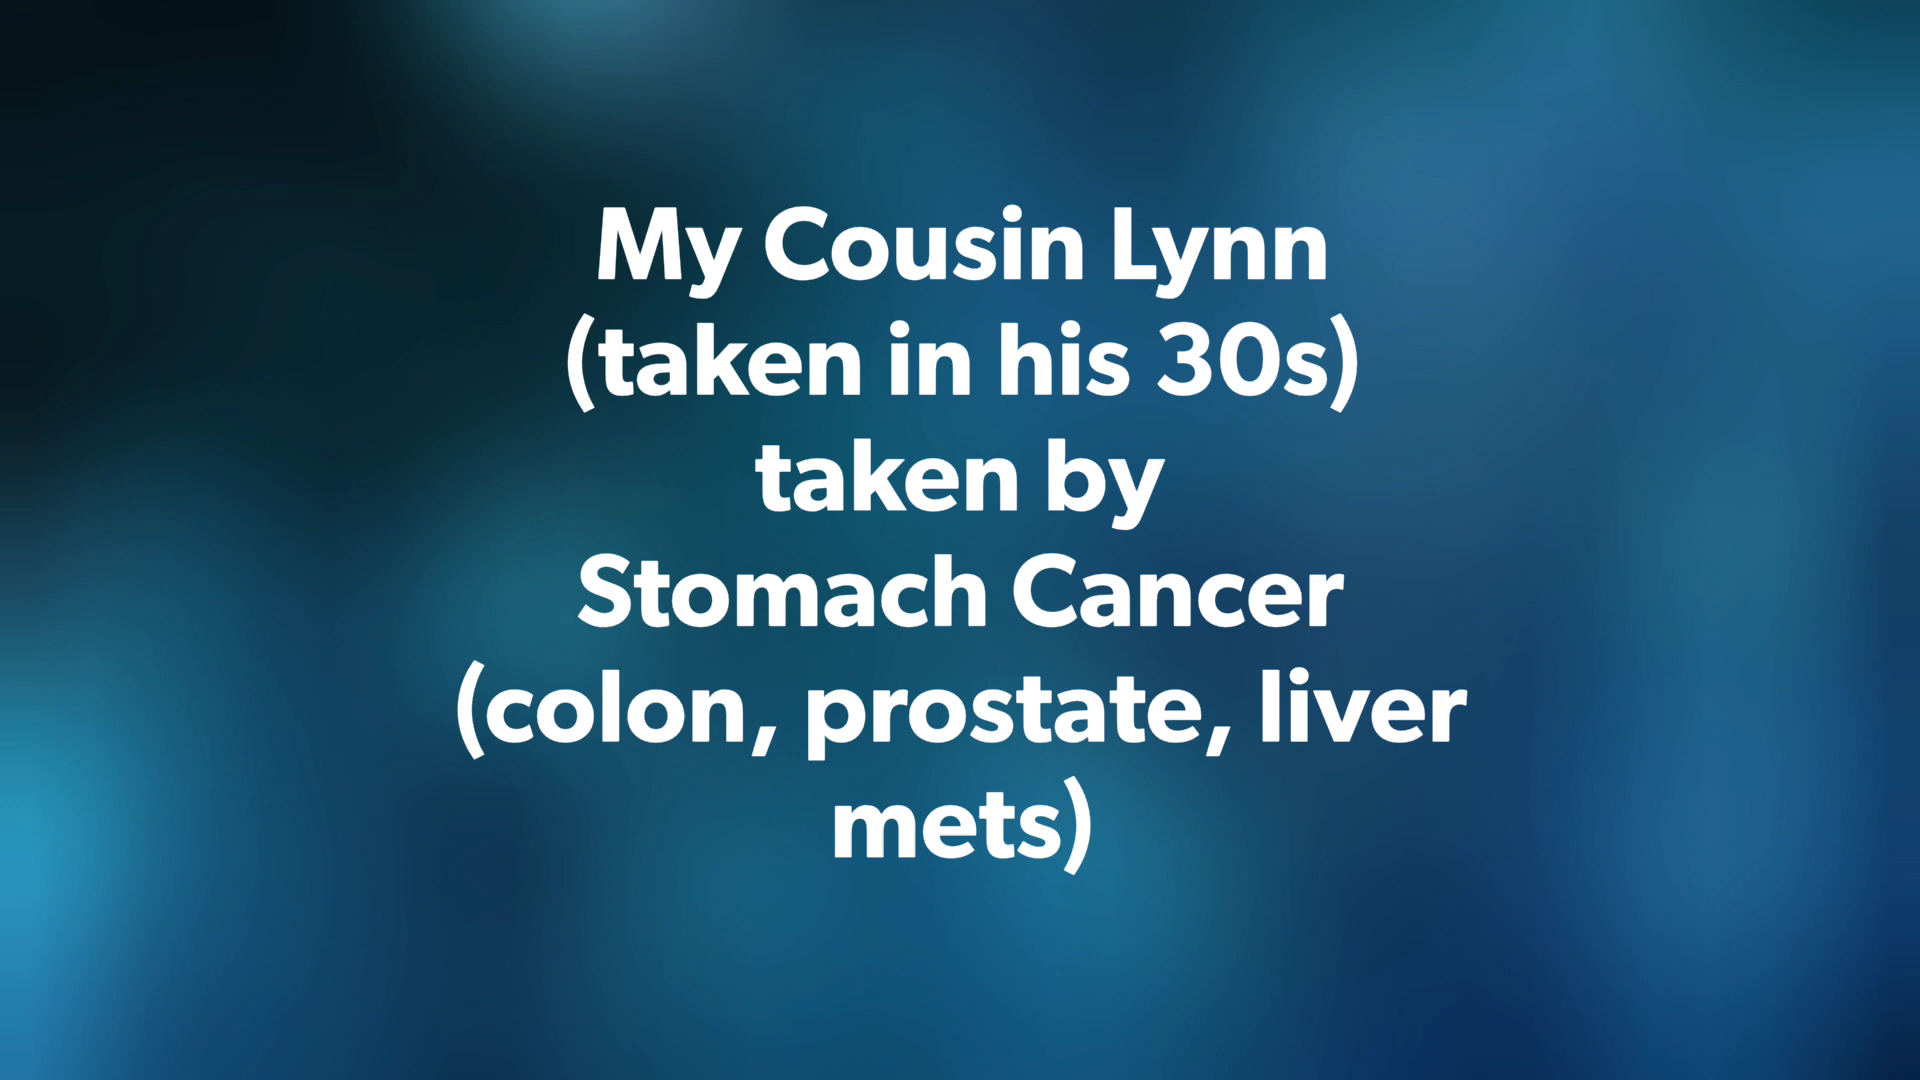 My Cousin Lynn
(taken in his 30s)
taken by
Stomach Cancer
(colon, prostate, liver
mets)